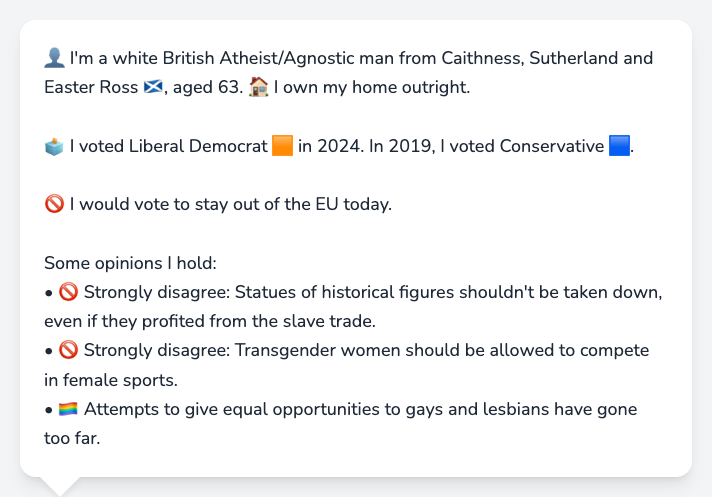 👤 I'm a white British Atheist/Agnostic man from Caithness, Sutherland and
Easter Ross 🏴󠁧󠁢󠁳󠁣󠁴󠁿, aged 63. 🏠 I own my home outright.
🗳️ I voted Liberal Democrat 🟧 in 2024. In 2019, I voted Conservative 🟦.
🚫 I would vote to stay out of the EU today.
Some opinions I hold:
• 🚫 Strongly disagree: Statues of historical figures shouldn't be taken down,
even if they profited from the slave trade.
• 🚫 Strongly disagree: Transgender women should be allowed to compete
in female sports.
• 🏳️‍🌈 Attempts to give equal opportunities to gays and lesbians have gone
too far.